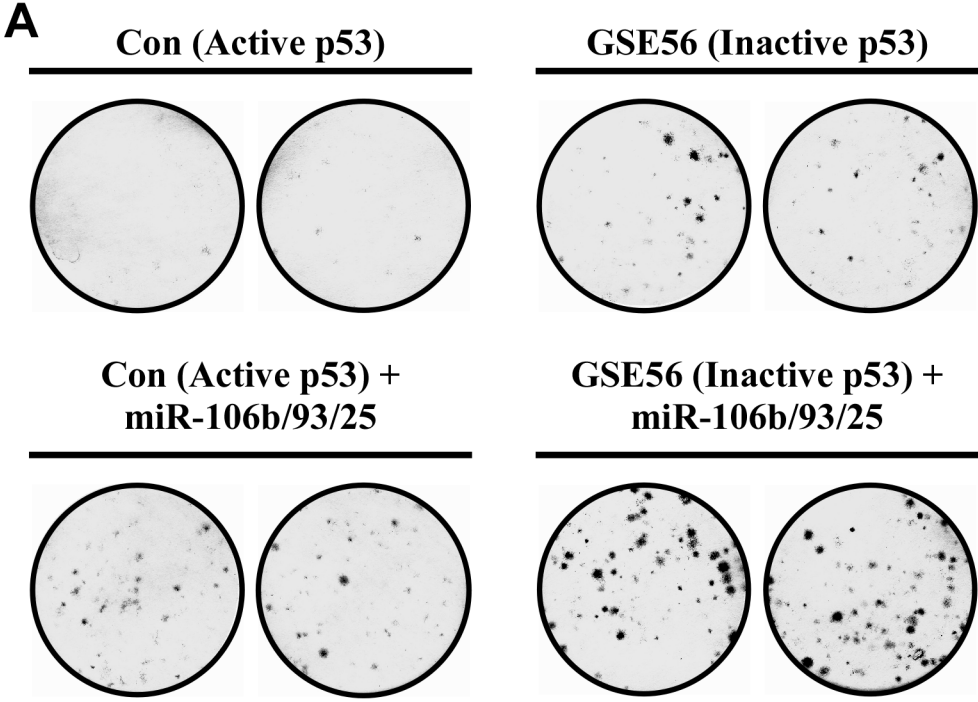 A
Con (Active p53)
GSE56 (Inactive p53)
Con (Active p53) +
miR-106b/93/25
GSE56 (Inactive p53) +
miR-106b/93/25